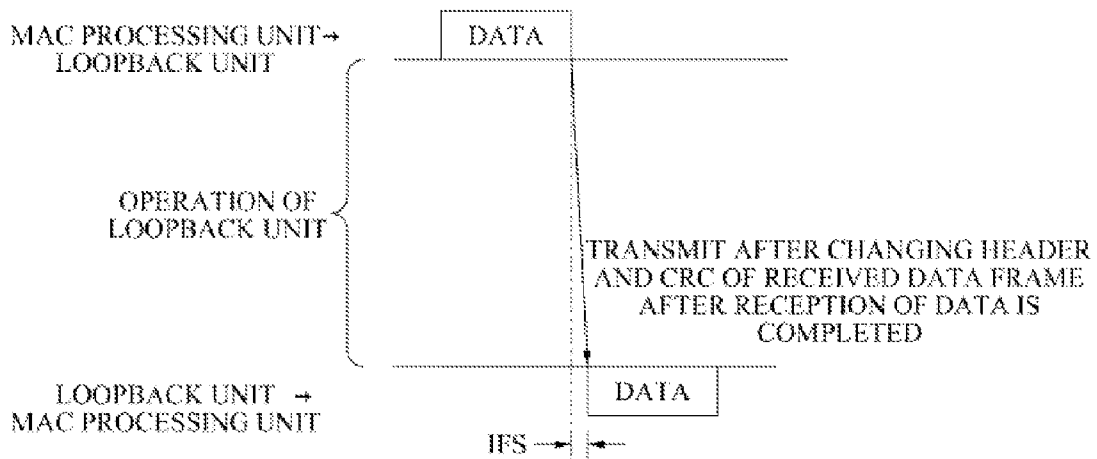 MAC PROCESSING UNIT→
LOOPBACK UNIT
DATA
OPERATION OF
LOOPBACK UNIT
TRANSMIT AFTER CHANGING HEADER
AND CRC OF RECEIVED DATA FRAME
AFTER RECEPTION OF DATA IS
COMPLETED
LOOPBACK UNIT →
MAC PROCESSING UNIT
DATA
IFS